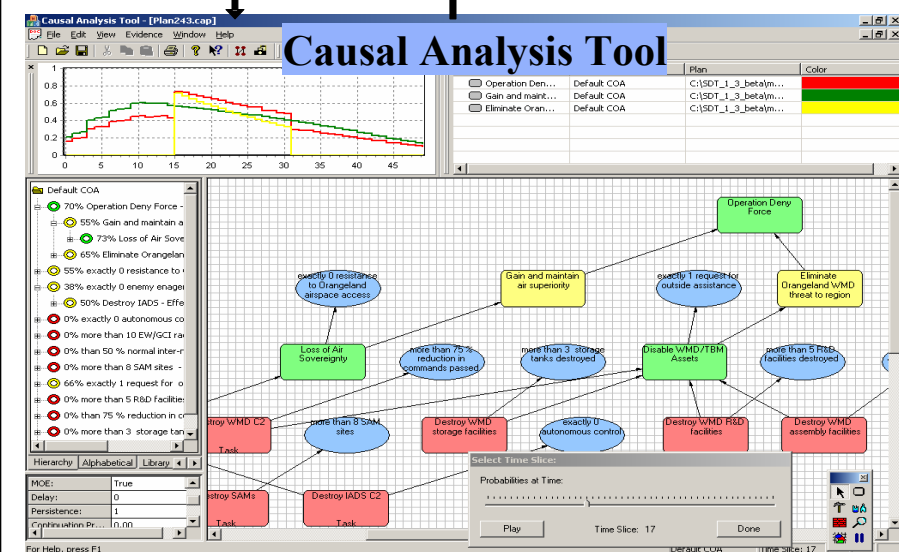 Causal Analysis Tool - [Plan243.cap]
File Edit View Evidence Window Help
Causal Analysis Tool
Plan Color
Operation Den... Default COA C:\SDT_1_3_beta\m...
Gain and maint... Default COA C:\SDT_1_3_beta\m...
Eliminate Oran... Default COA C:\SDT_1_3_beta\m...
1
0.8
0.6
0.4
0.2
0
0 5 10 15 20 25 30 35 40 45
Default COA
70% Operation Deny Force -
55% Gain and maintain a
73% Loss of Air Sove
65% Eliminate Orangelan
55% exactly 0 resistance to
38% exactly 0 enemy enager
50% Destroy IADS - Effe
0% exactly 0 autonomous co
0% more than 10 EW/GCI ra
0% than 50 % normal inter-r
0% more than 8 SAM sites -
66% exactly 1 request for o
0% more than 5 R&D facilitie
0% than 75 % reduction in c
0% more than 3 storage tan
Hierarchy Alphabetical Library
MOE: True
Delay: 0
Persistence: 1
Continuation Pr... 0.00
Operation Deny
Force
exactly 0 resistance
to Orangeland
airspace access
Gain and maintain
air superiority
exactly 1 request for
outside assistance
Eliminate
Orangeland WMD
threat to region
Loss of Air
Sovereignty
more than 75 %
reduction in
commands passed
more than 3 storage
tanks destroyed
Disable WMD/TBM
Assets
more than 5 R&D
facilities destroyed
stroy WMD C2
Task
more than 8 SAM
sites
Destroy WMD
storage facilities
exactly 0
autonomous control
Destroy WMD R&D
facilities
Destroy WMD
assembly facilities
stroy SAMs
Task
Destroy IADS C2
Task
Select Time Slice:
Probabilities at Time:
Play Time Slice: 17 Done
For Help, press F1 Default COA Time Slice: 17